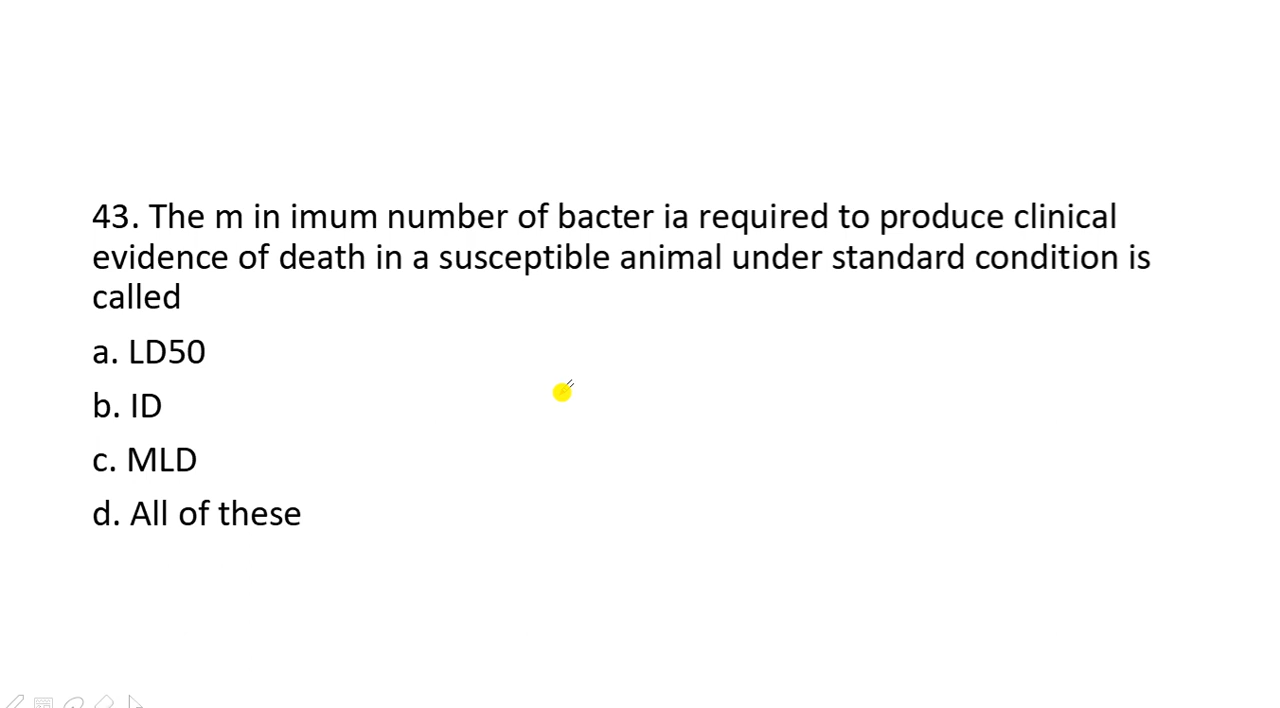 43. The m in imum number of bacter ia required to produce clinical
evidence of death in a susceptible animal under standard condition is
called
a. LD50
b. ID
c. MLD
d. All of these